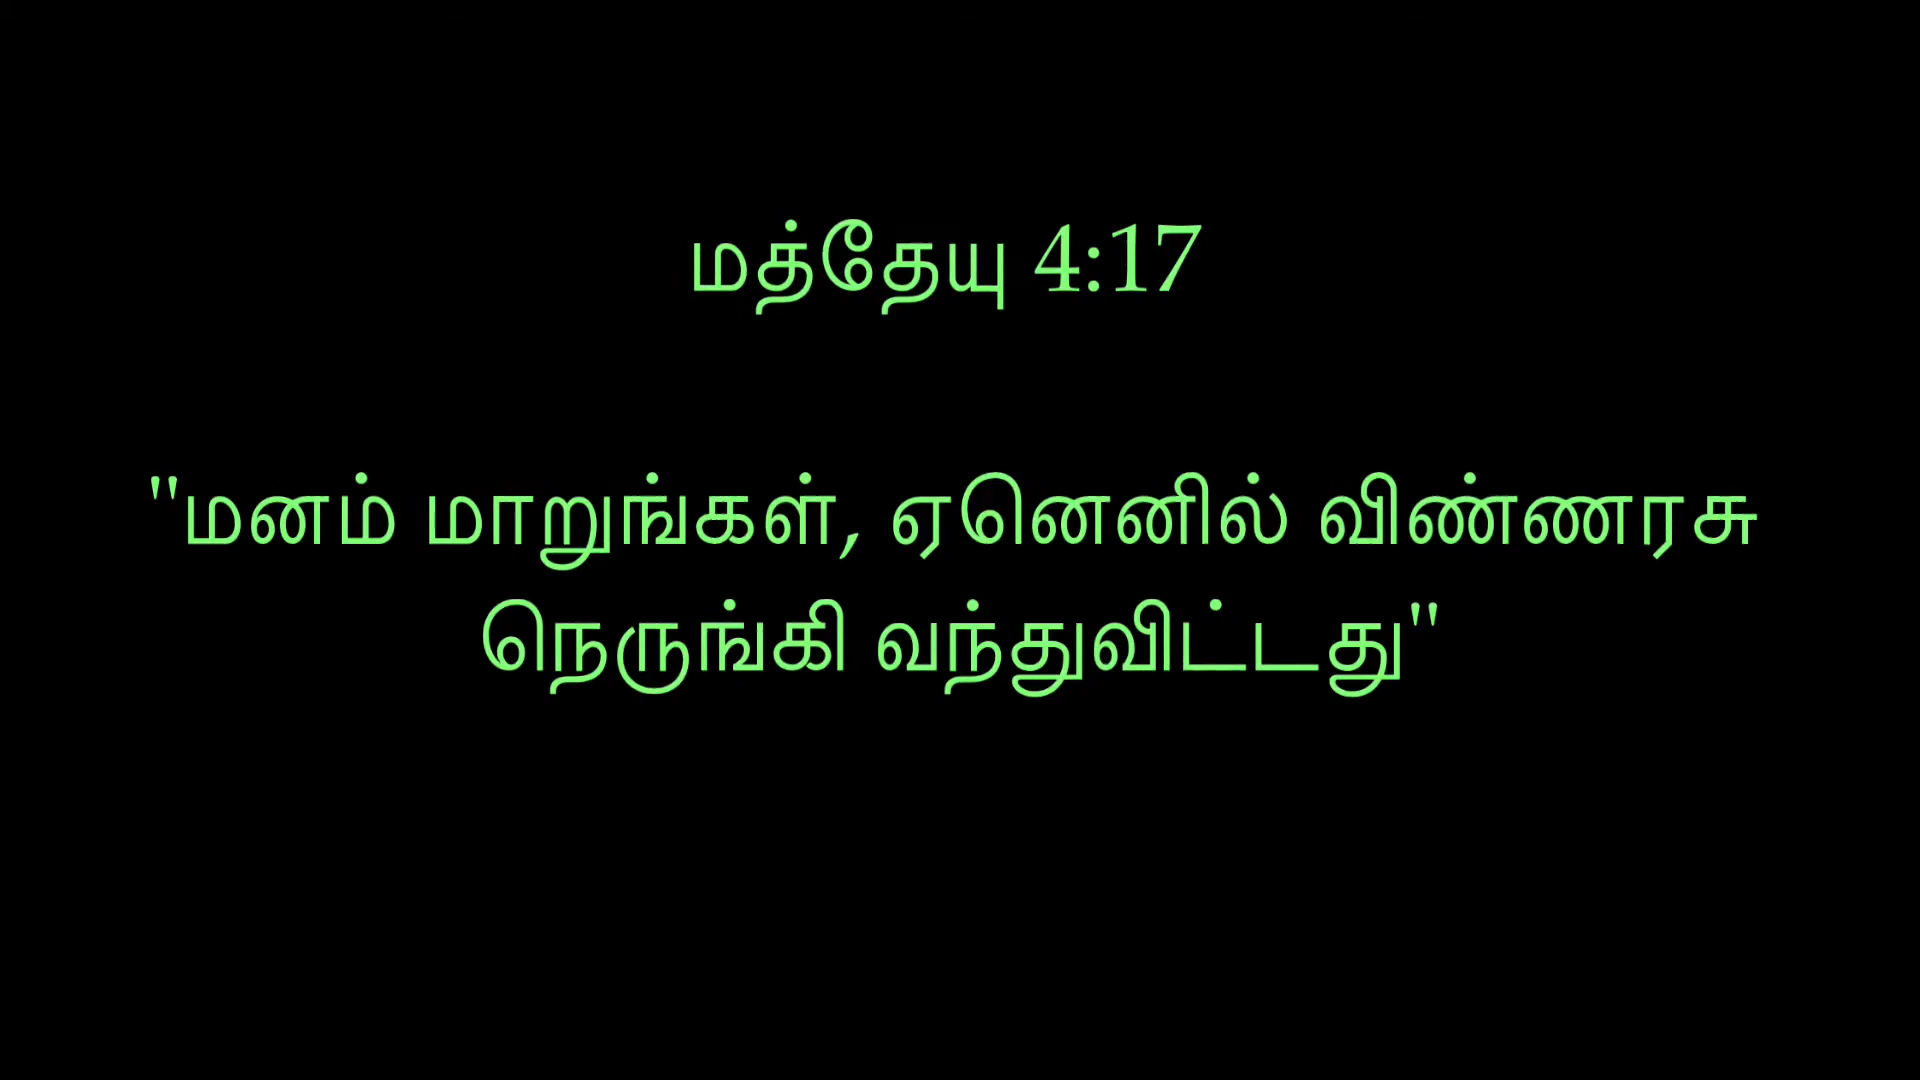 மத்தேயு 4:17
"மனம் மாறுங்கள், ஏனெனில் விண்ணரசு
நெருங்கி வந்துவிட்டது"